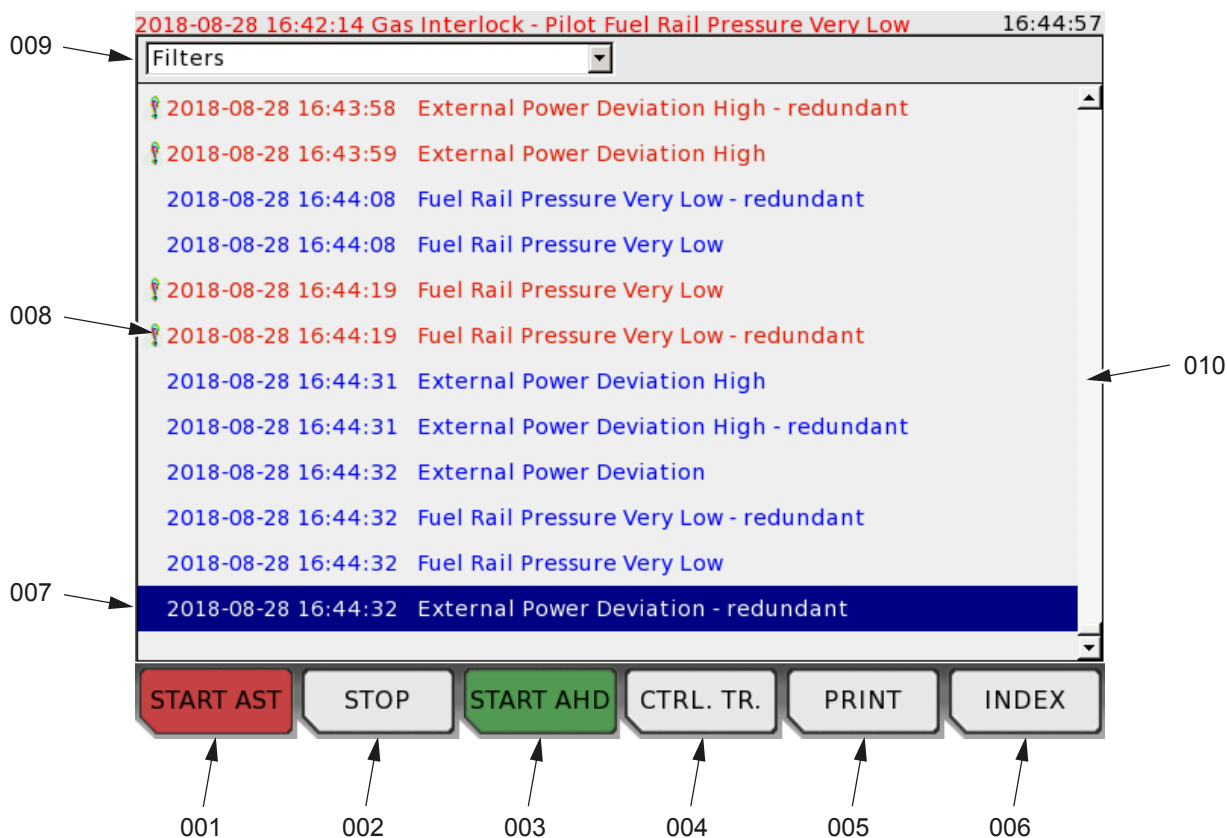 2018-08-28 16:42:14 Gas Interlock - Pilot Fuel Rail Pressure Very Low 16:44:57
009
Filters
2018-08-28 16:43:58 External Power Deviation High - redundant
2018-08-28 16:43:59 External Power Deviation High
2018-08-28 16:44:08 Fuel Rail Pressure Very Low - redundant
2018-08-28 16:44:08 Fuel Rail Pressure Very Low
2018-08-28 16:44:19 Fuel Rail Pressure Very Low
008
2018-08-28 16:44:19 Fuel Rail Pressure Very Low - redundant
010
2018-08-28 16:44:31 External Power Deviation High
2018-08-28 16:44:31 External Power Deviation High - redundant
2018-08-28 16:44:32 External Power Deviation
2018-08-28 16:44:32 Fuel Rail Pressure Very Low - redundant
2018-08-28 16:44:32 Fuel Rail Pressure Very Low
007
2018-08-28 16:44:32 External Power Deviation - redundant
START AST STOP START AHD CTRL. TR. PRINT INDEX
001 002 003 004 005 006